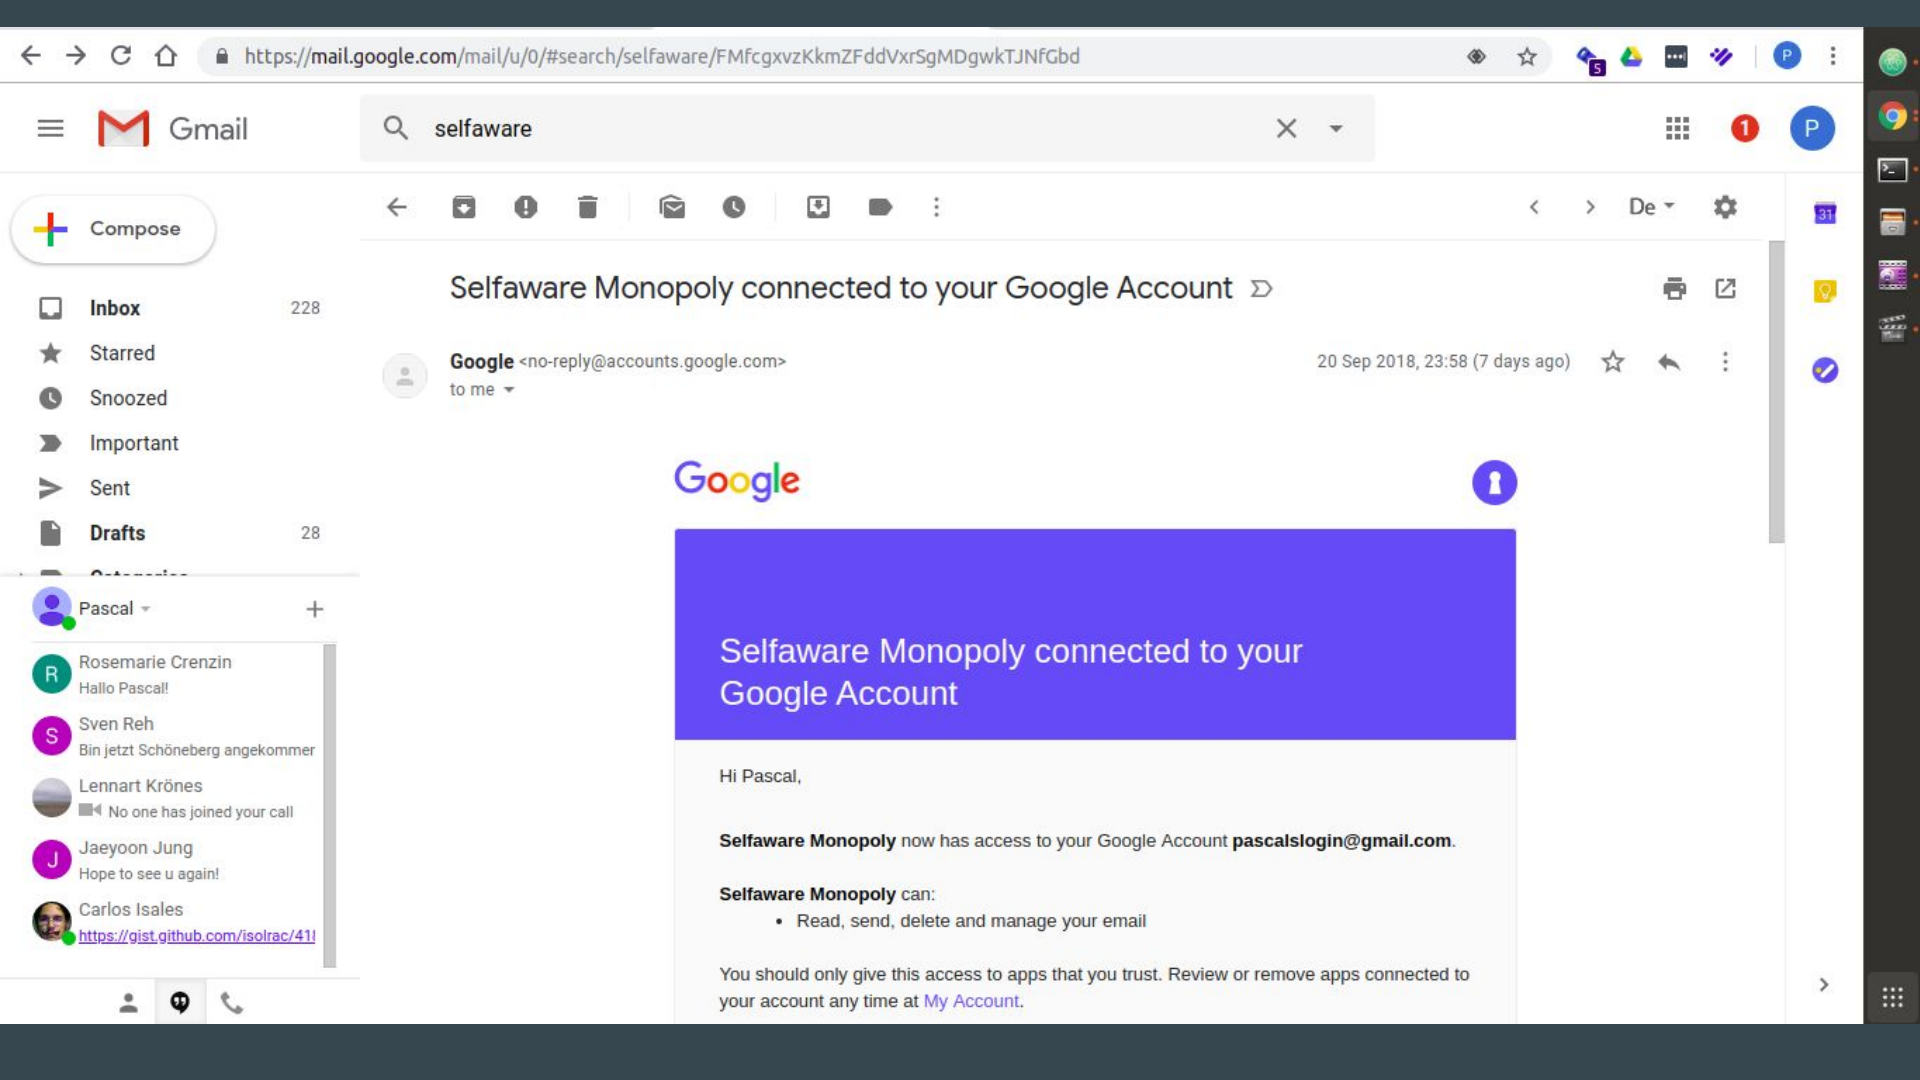 https://mail.google.com/mail/u/0/#search/selfaware/FMfcgxvzKkmZFddVxrSgMDgwkTJNfGbd
5
P
Gmail
selfaware
1
P
Compose
De
31
Inbox 228
Starred
Snoozed
Important
Sent
Drafts 28
Categories
Selfaware Monopoly connected to your Google Account
Google <no-reply@accounts.google.com>
20 Sep 2018, 23:58 (7 days ago)
to me
Google
Selfaware Monopoly connected to your
Google Account
Hi Pascal,
Selfaware Monopoly now has access to your Google Account pascalslogin@gmail.com.
Selfaware Monopoly can:
• Read, send, delete and manage your email
You should only give this access to apps that you trust. Review or remove apps connected to
your account any time at My Account.
Pascal
R
Rosemarie Crenzin
Hallo Pascal!
S
Sven Reh
Bin jetzt Schöneberg angekommer
Lennart Krönes
No one has joined your call
J
Jaeyoon Jung
Hope to see u again!
Carlos Isales
https://gist.github.com/isolrac/41